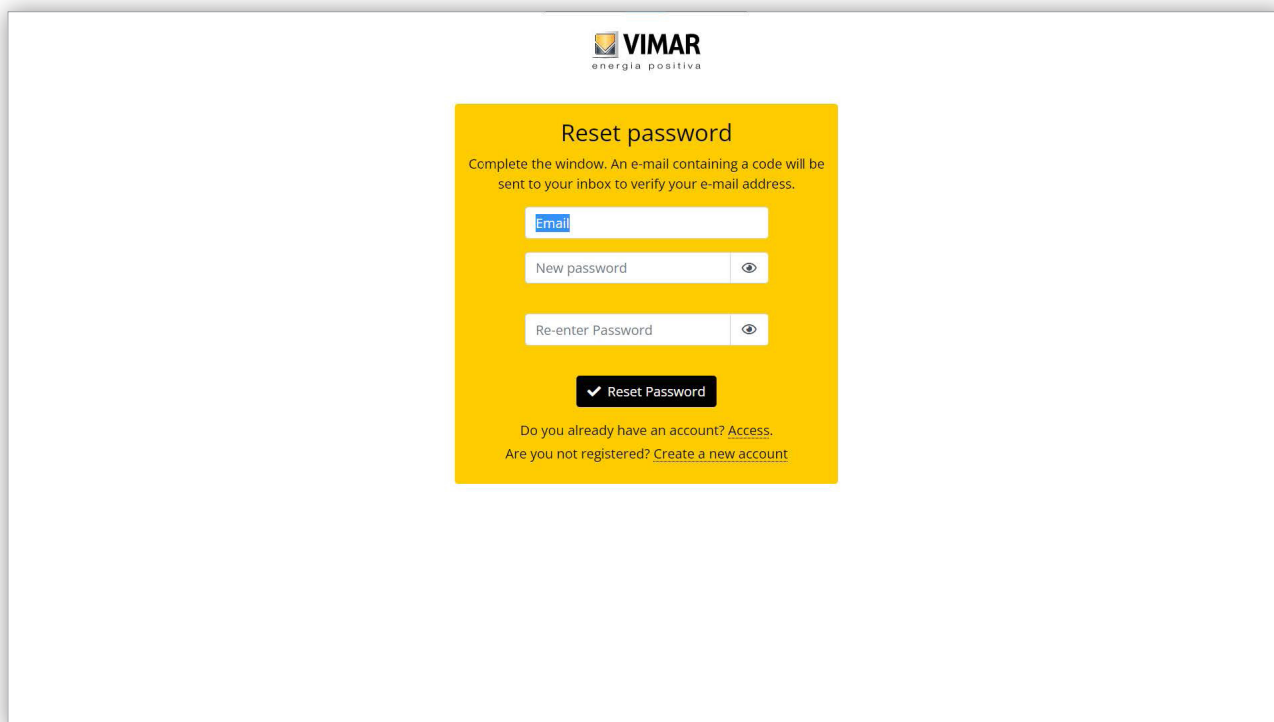 VIMAR
energia positiva
Reset password
Complete the window. An e-mail containing a code will be
sent to your inbox to verify your e-mail address.
Email
New password
Re-enter Password
Reset Password
Do you already have an account? Access.
Are you not registered? Create a new account